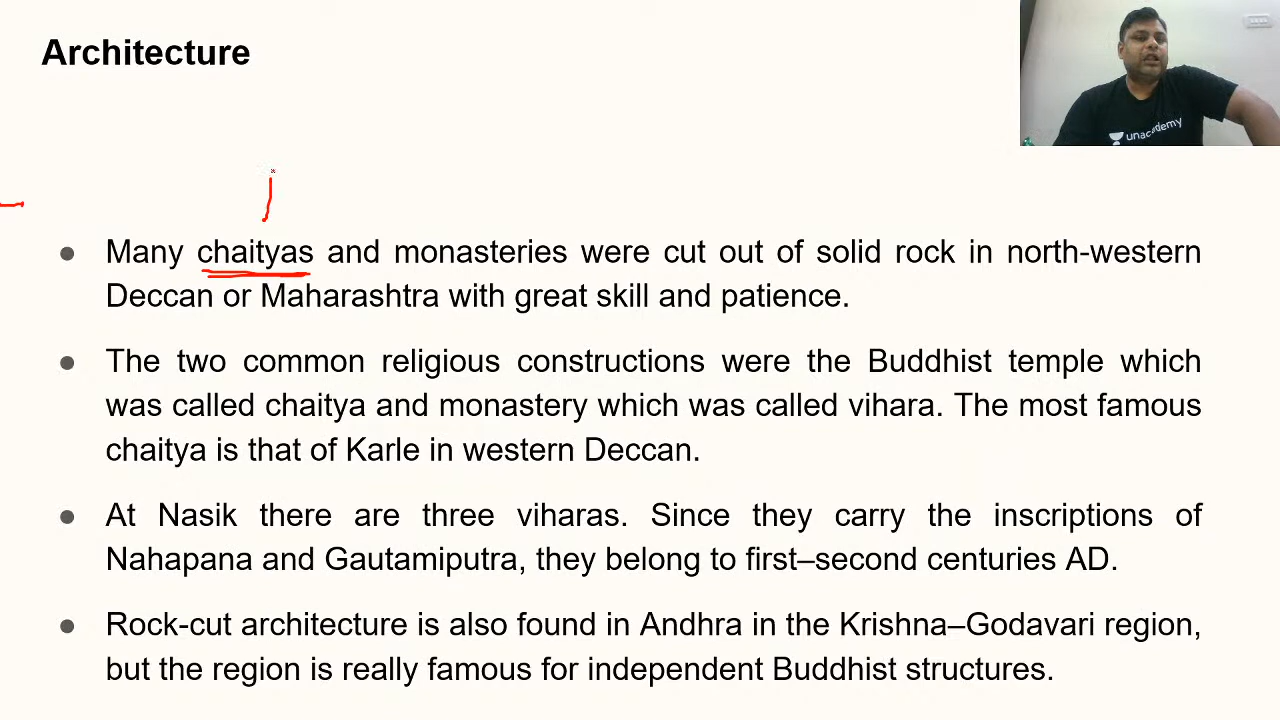 Architecture
unacademy
● Many chaityas and monasteries were cut out of solid rock in north-western
Deccan or Maharashtra with great skill and patience.
● The two common religious constructions were the Buddhist temple which
was called chaitya and monastery which was called vihara. The most famous
chaitya is that of Karle in western Deccan.
● At Nasik there are three viharas. Since they carry the inscriptions of
Nahapana and Gautamiputra, they belong to first–second centuries AD.
● Rock-cut architecture is also found in Andhra in the Krishna–Godavari region,
but the region is really famous for independent Buddhist structures.